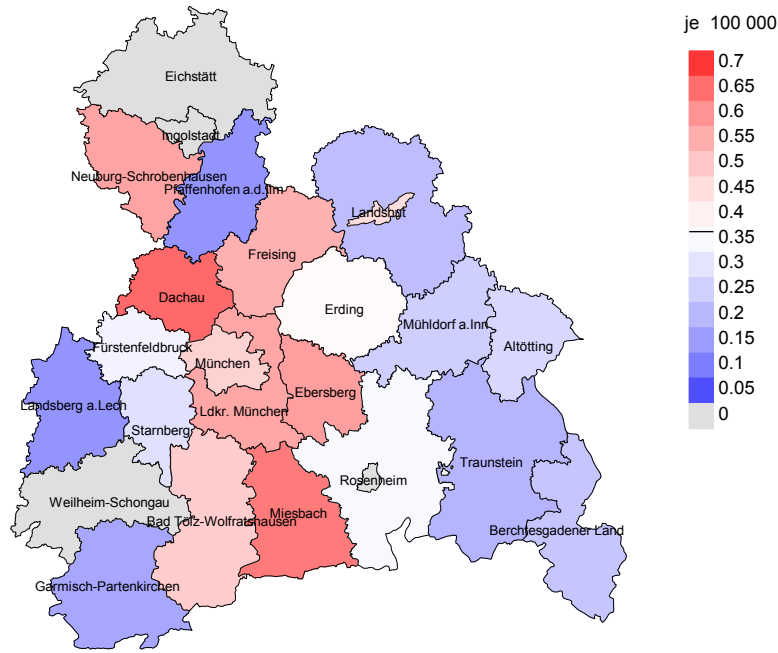 je 100 000
0.7
0.65
0.6
0.55
0.5
0.45
0.4
0.35
0.3
0.25
0.2
0.15
0.1
0.05
0
Eichstätt
Ingolstadt
Neuburg-Schrobenhausen
Pfaffenhofen a.d.Ilm
Landshut
Freising
Dachau
Erding
Mühldorf a.Inn
Altötting
Fürstenfeldbruck
München
Ebersberg
Landsberg a.Lech
Ldkr. München
Starnberg
Traunstein
Rosenheim
Weilheim-Schongau
Miesbach
Bad Tölz-Wolfratshausen
Berchtesgadener Land
Garmisch-Partenkirchen